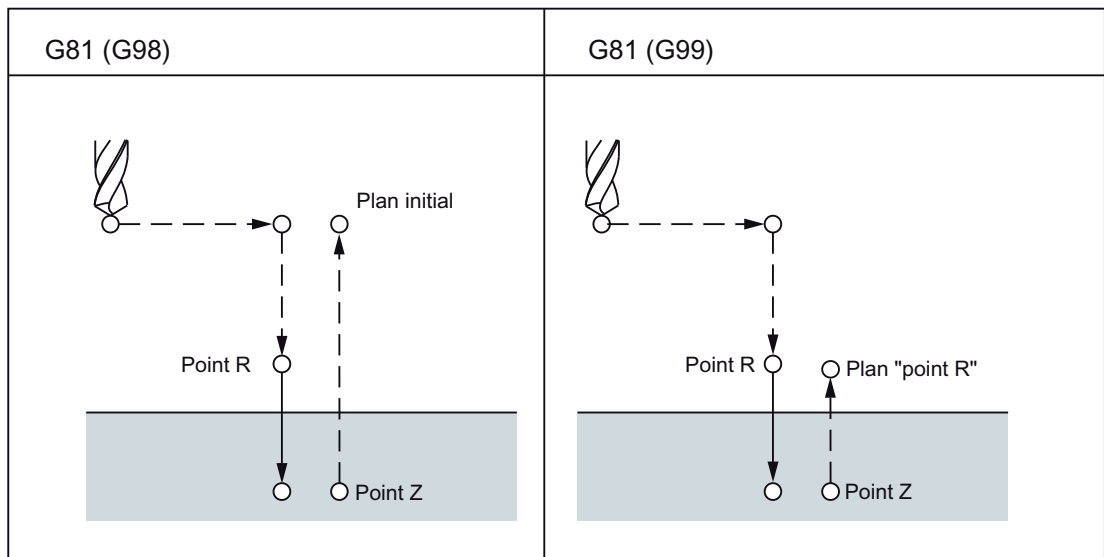 G81 (G98)
Plan initial
Point R
Point Z
G81 (G99)
Point R
Plan "point R"
Point Z